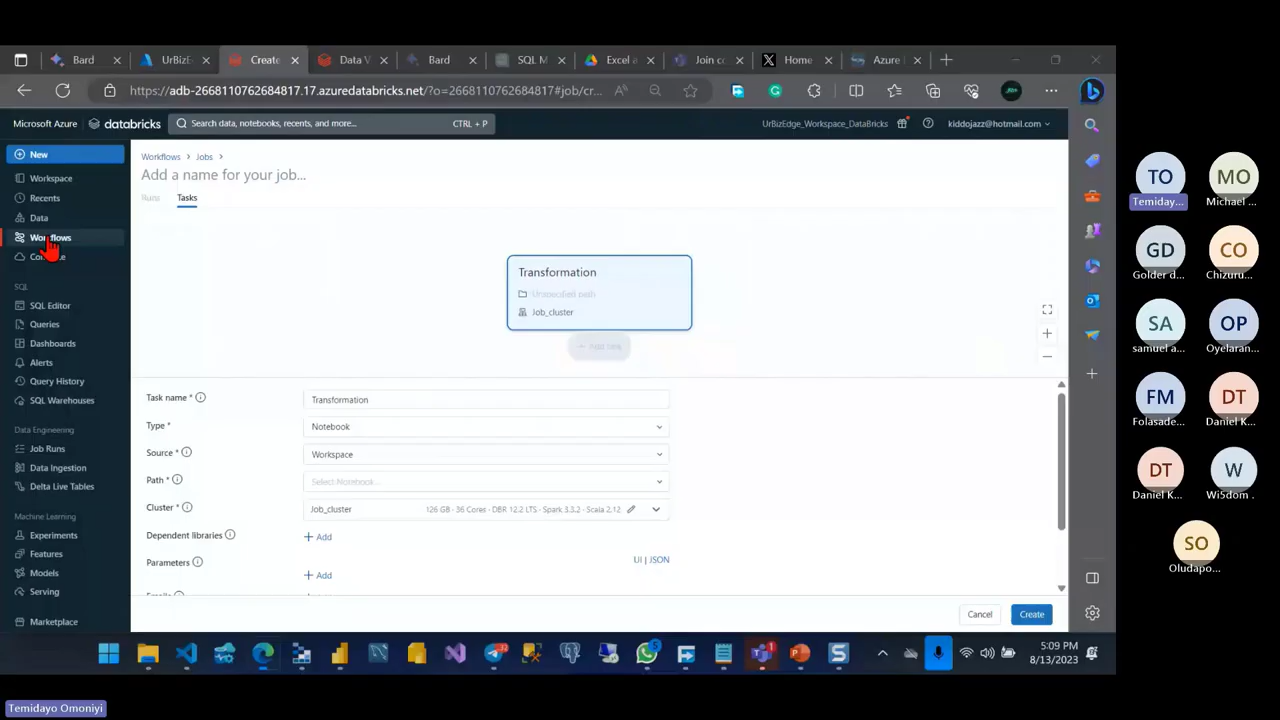 Bard
UrBizE
Create
Data V
Bard
SQL M
Excel a
Join co
Home
Azure
https://adb-2668110762684817.17.azuredatabricks.net/?o=2668110762684817#job/cr...
Microsoft Azure
databricks
Search data, notebooks, recents, and more...
CTRL + P
UrBizEdge_Workspace_DataBricks
kiddojazz@hotmail.com
New
Workspace
Recents
Data
Workflows
SQL
SQL Editor
Queries
Dashboards
Alerts
Query History
SQL Warehouses
Data Engineering
Job Runs
Data Ingestion
Delta Live Tables
Machine Learning
Experiments
Features
Models
Serving
Marketplace
Workflows > Jobs >
Add a name for your job...
Runs
Tasks
Transformation
Unspecified path
Job_cluster
+ Add task
Task name *
Transformation
Type *
Notebook
Source *
Workspace
Path *
Select Notebook...
Cluster *
Job_cluster
126 GB · 36 Cores · DBR 12.2 LTS · Spark 3.3.2 · Scala 2.12
Dependent libraries
+ Add
Parameters
UI | JSON
+ Add
Cancel
Create
5:09 PM
8/13/2023
TO
Temiday...
MO
Michael ...
GD
Golder d...
CO
Chizuru...
SA
samuel a...
OP
Oyelaran...
FM
Folasade...
DT
Daniel K...
DT
Daniel K...
W
Wi5dom .
SO
Oludapo...
Temidayo Omoniyi